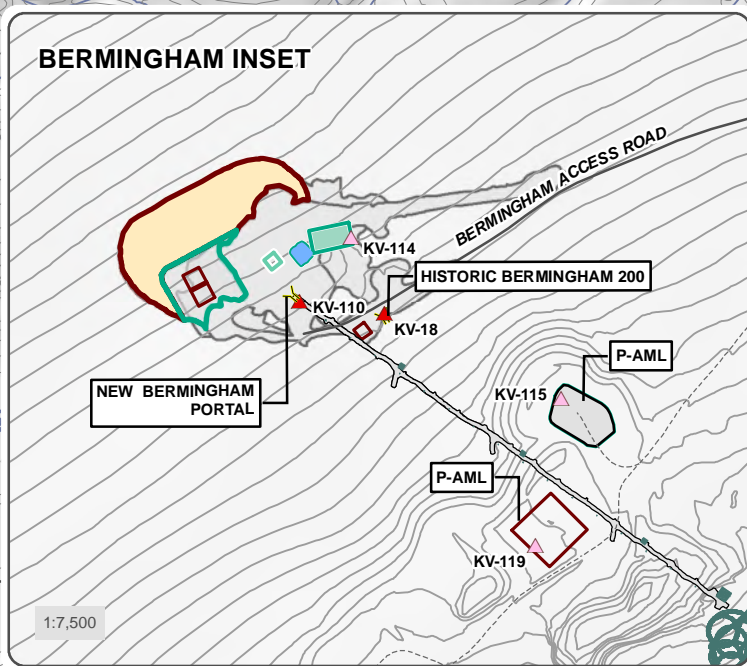 BERMINGHAM INSET
BERMINGHAM ACCESS ROAD
KV-114
HISTORIC BERMINGHAM 200
KV-110
KV-18
P-AML
NEW BERMINGHAM
PORTAL
KV-115
P-AML
KV-119
1:7,500